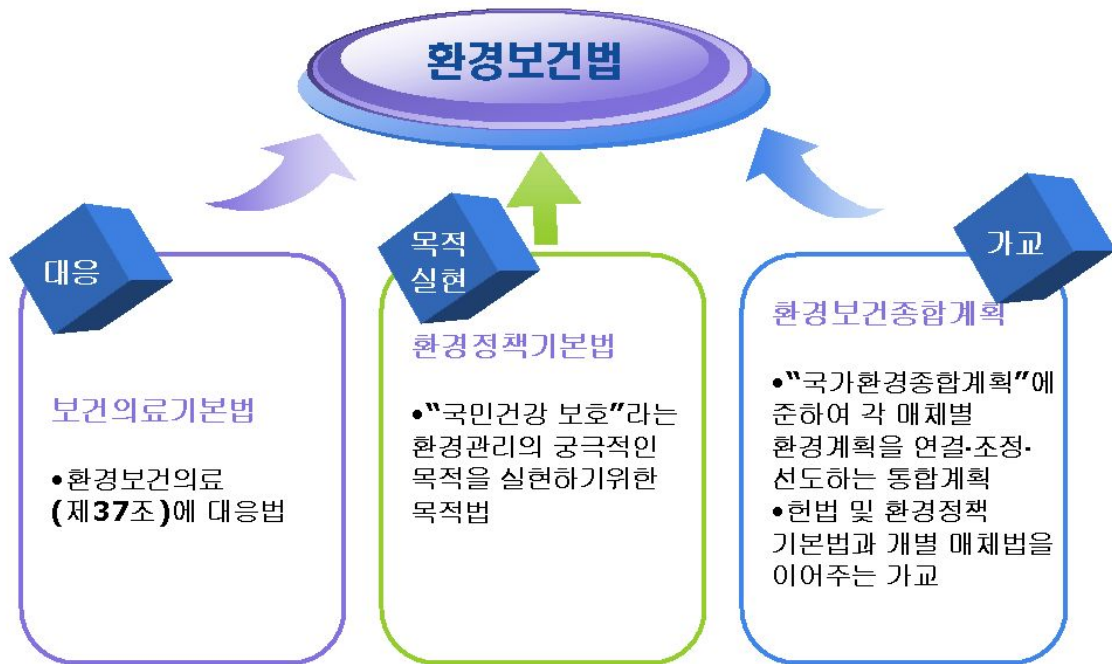 환경보건법
대응
보건의료기본법
•환경보건의료
(제37조)에 대응법
목적
실현
환경정책기본법
•“국민건강 보호”라는
환경관리의 궁극적인
목적을 실현하기위한
목적법
가교
환경보건종합계획
•“국가환경종합계획”에
준하여 각 매체별
환경계획을 연결·조정·
선도하는 통합계획
•헌법 및 환경정책
기본법과 개별 매체법을
이어주는 가교